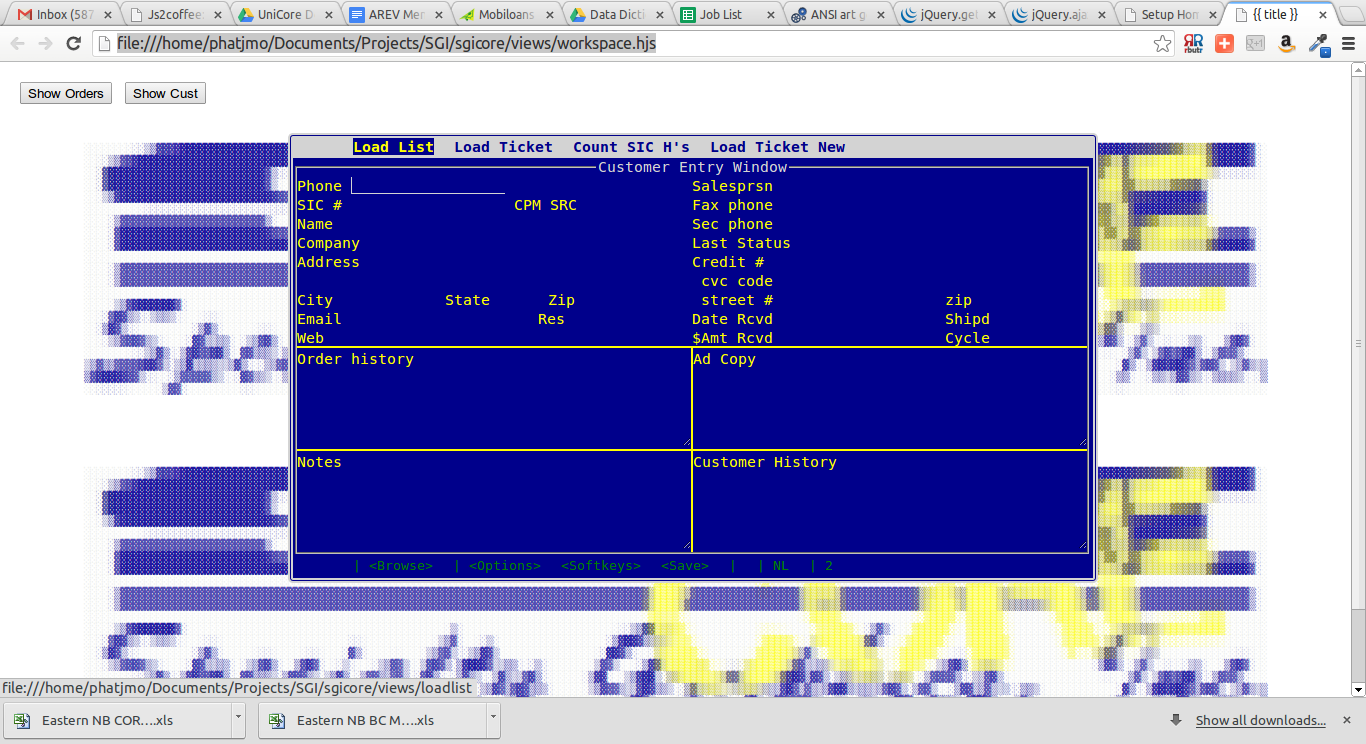 Inbox (587
Js2coffee:
UniCore D
AREV Mem
Mobiloans
Data Dicti
Job List
ANSI art g
jQuery.get
jQuery.aja
Setup Hom
{{ title }}
file:///home/phatjmo/Documents/Projects/SGI/sgicore/views/workspace.hjs
RR rbutr
g+1
Show Orders Show Cust
Load List Load Ticket Count SIC H's Load Ticket New
Customer Entry Window
Phone Salesprsn
SIC # CPM SRC Fax phone
Name Sec phone
Company Last Status
Address Credit #
cvc code
City State Zip street # zip
Email Res Date Rcvd Shipd
Web $Amt Rcvd Cycle
Order history Ad Copy
Notes Customer History
| <Browse> | <Options> <Softkeys> <Save> | | NL | 2
file:///home/phatjmo/Documents/Projects/SGI/sgicore/views/loadlist
Eastern NB COR....xls Eastern NB BC M....xls Show all downloads...